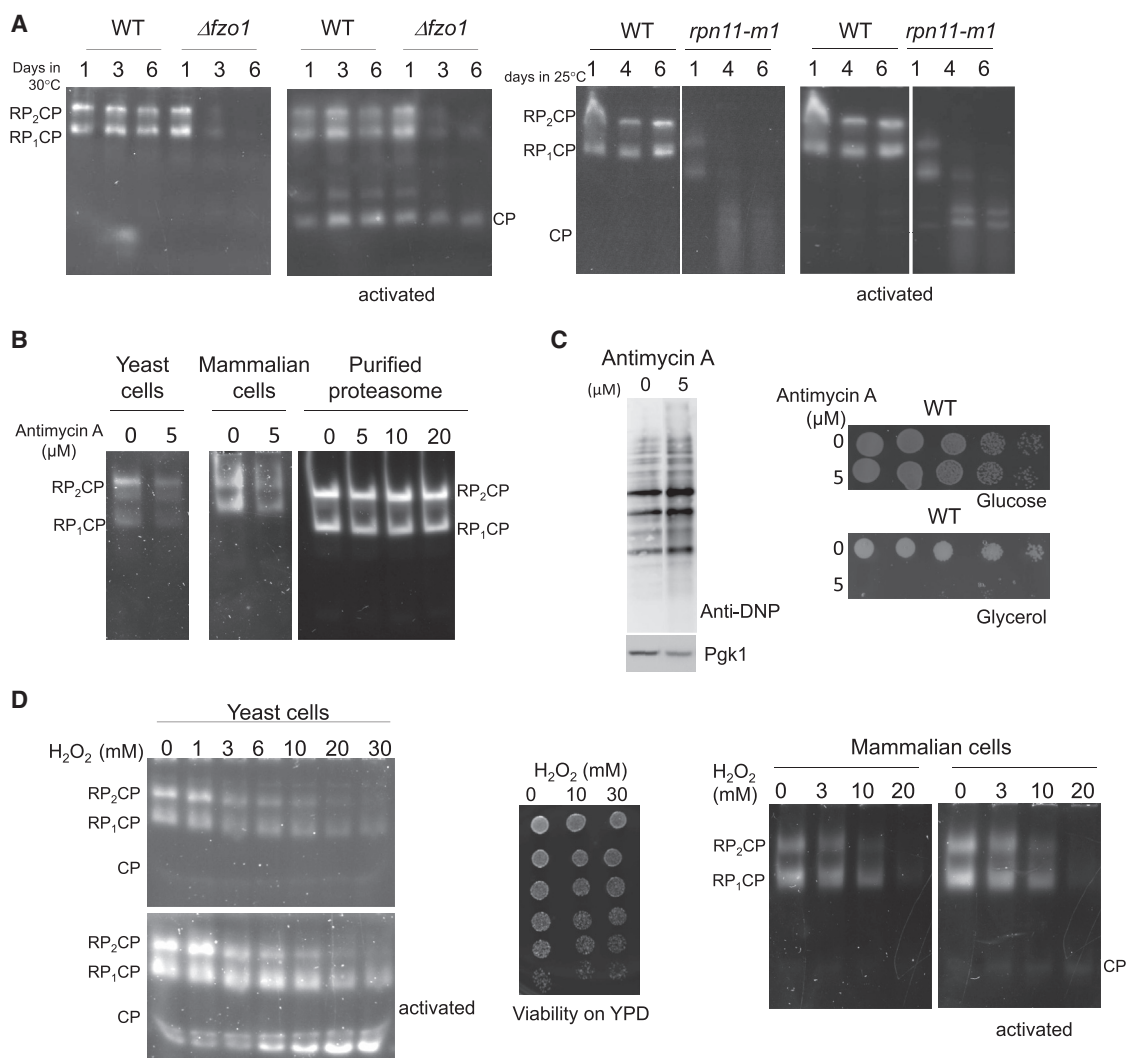 A
WT Δfzo1
Days in 30°C
1 3 6 1 3 6
1 3 6 1 3 6
WT Δfzo1
RP₂CP
RP₁CP
CP
activated
WT rpn11-m1
WT rpn11-m1
days in 25°C
1 4 6 1 4 6
1 4 6 1 4 6
RP₂CP
RP₁CP
CP
activated
B
Yeast cells
Mammalian cells
Purified proteasome
Antimycin A (μM)
0 5
0 5
0 5 10 20
RP₂CP
RP₁CP
RP₂CP
RP₁CP
C
Antimycin A
(μM) 0 5
Anti-DNP
Pgk1
Antimycin A (μM)
WT
0
5
Glucose
WT
0
5
Glycerol
D
Yeast cells
H₂O₂ (mM) 0 1 3 6 10 20 30
RP₂CP
RP₁CP
CP
RP₂CP
RP₁CP
CP
activated
H₂O₂ (mM)
0 10 30
Viability on YPD
Mammalian cells
H₂O₂ (mM)
0 3 10 20
0 3 10 20
RP₂CP
RP₁CP
CP
activated